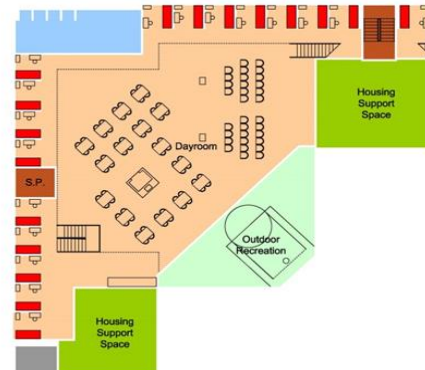 Housing
Support
Space
Dayroom
S.P.
Outdoor
Recreation
Housing
Support
Space